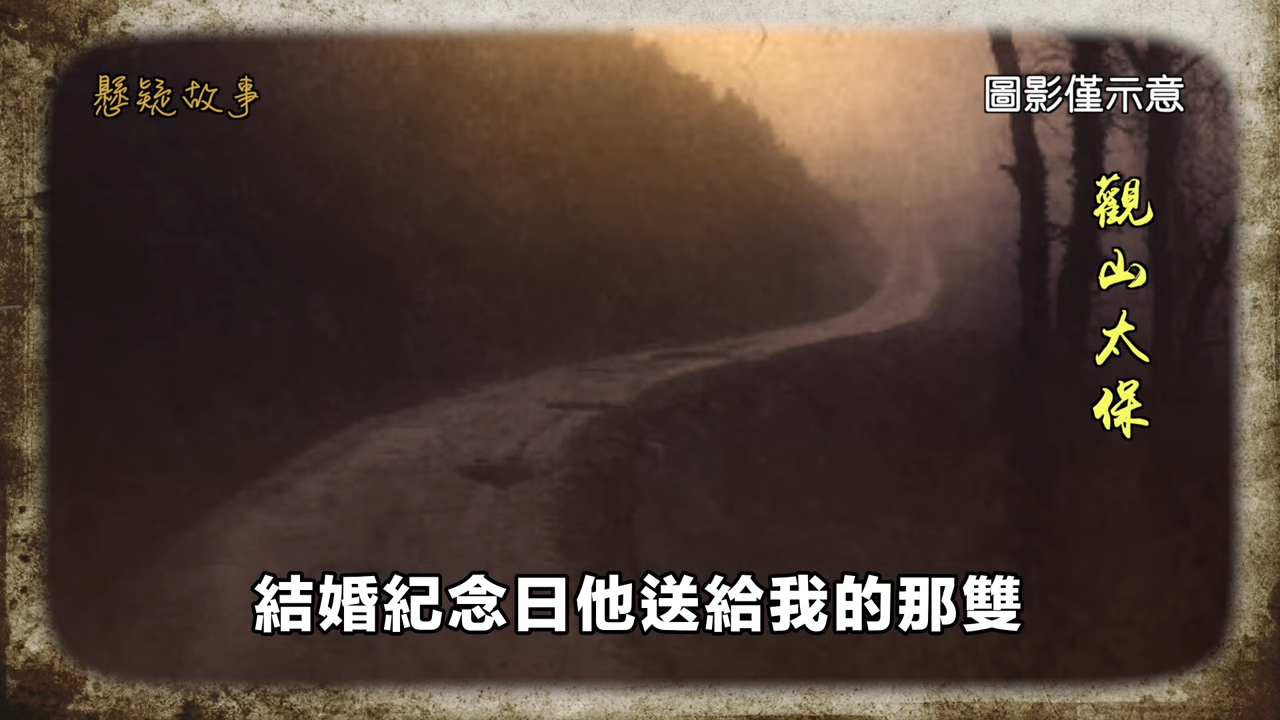 懸疑故事
圖影僅示意
觀山太保
結婚紀念日他送給我的那雙